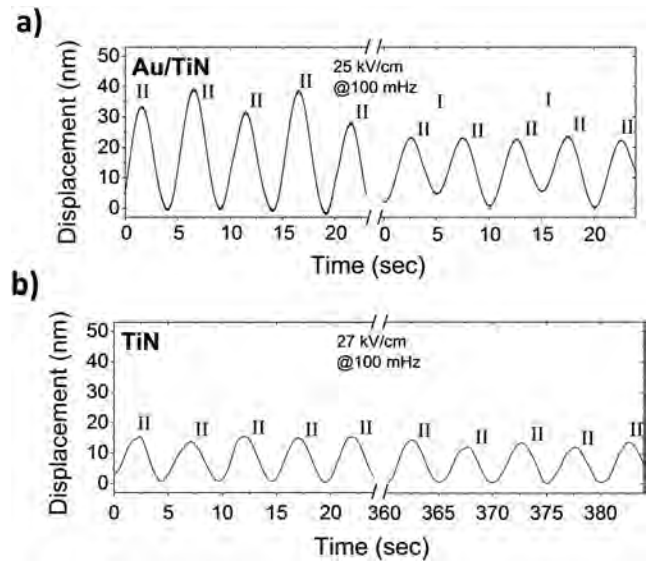 a)
Displacement (nm)
50
40
30
20
10
0
Au/TiN
25 kV/cm
@100 mHz
II II II II II
I I
II II II II II
0 5 10 15 20 0 5 10 15 20
Time (sec)
b)
Displacement (nm)
50
40
30
20
10
0
TiN
27 kV/cm
@100 mHz
II II II II II II II II II II
0 5 10 15 20 360 365 370 375 380
Time (sec)